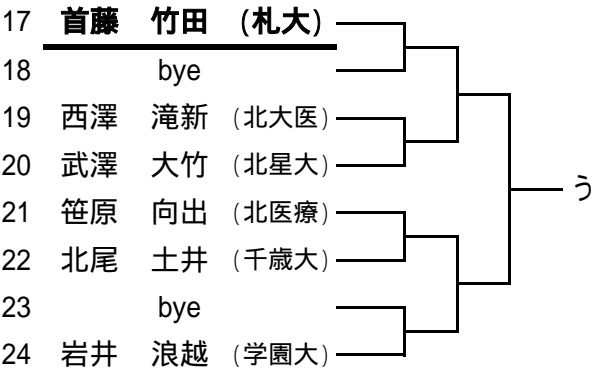 17 首藤 竹田 (札大)
18 bye
19 西澤 滝新 (北大医)
20 武澤 大竹 (北星大)
う
21 笹原 向出 (北医療)
22 北尾 土井 (千歳大)
23 bye
24 岩井 浪越 (学園大)